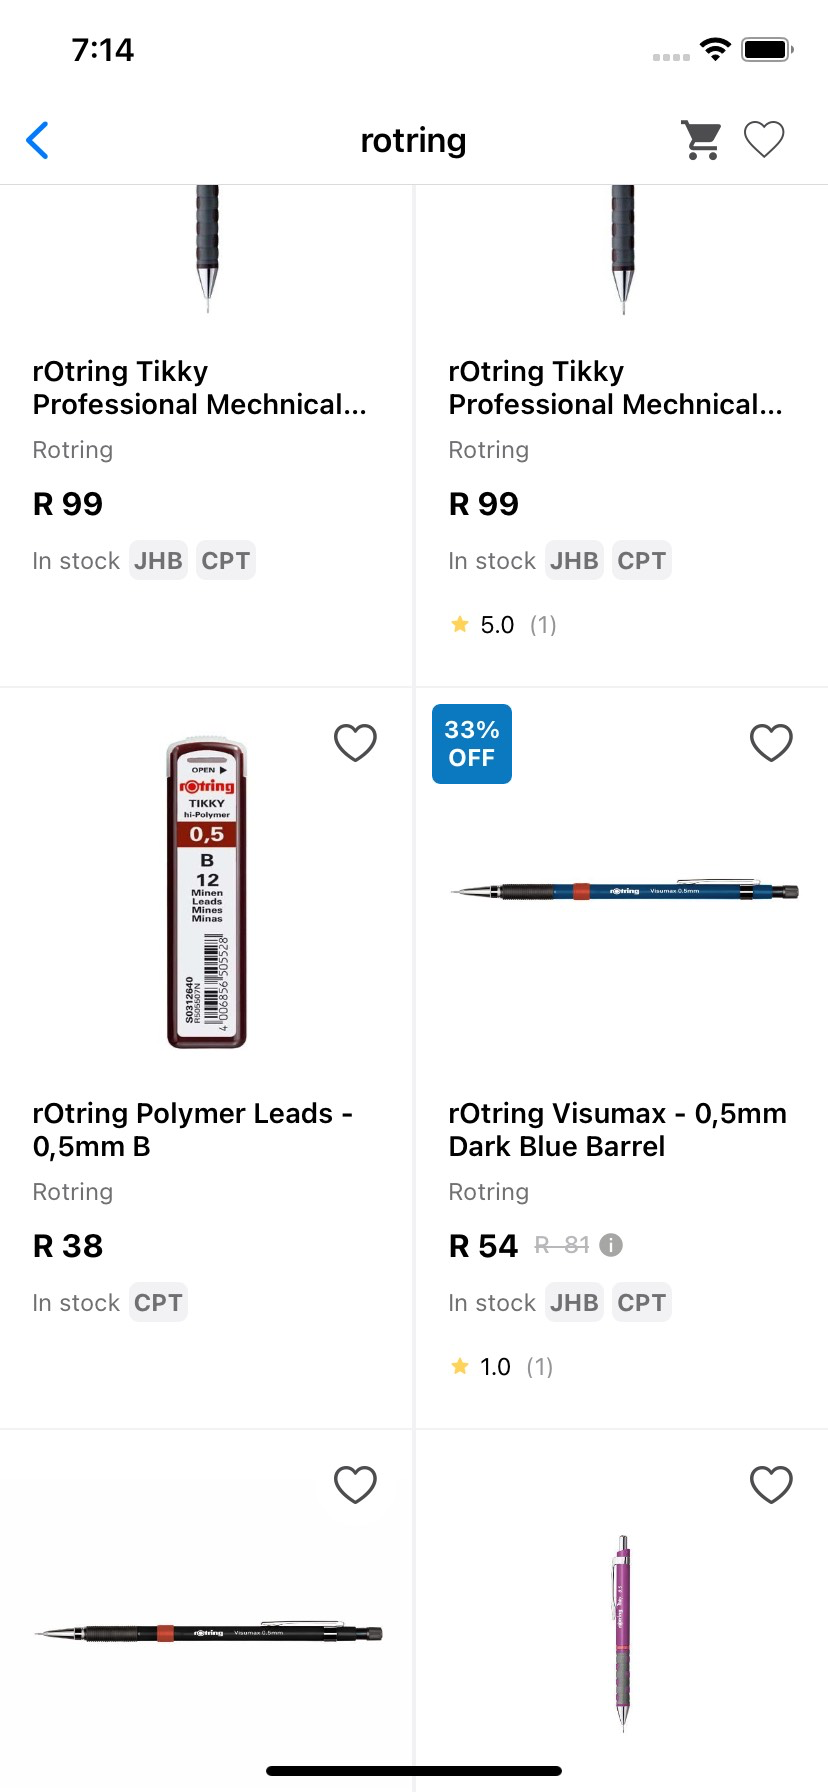 7:14
rotring
rOtring Tikky
Professional Mechnical...
Rotring
R 99
In stock JHB CPT
rOtring Tikky
Professional Mechnical...
Rotring
R 99
In stock JHB CPT
5.0 (1)
OPEN
rotring
TIKKY
hi-Polymer
0,5
B
12
Minen
Leads
Mines
Minas
S0312640
R505507N
4 006856 505528
rOtring Polymer Leads -
0,5mm B
Rotring
R 38
In stock CPT
33%
OFF
rotring Visumax 0.5mm
rOtring Visumax - 0,5mm
Dark Blue Barrel
Rotring
R 54 R 81 i
In stock JHB CPT
1.0 (1)
rotring Visumax 0.5mm